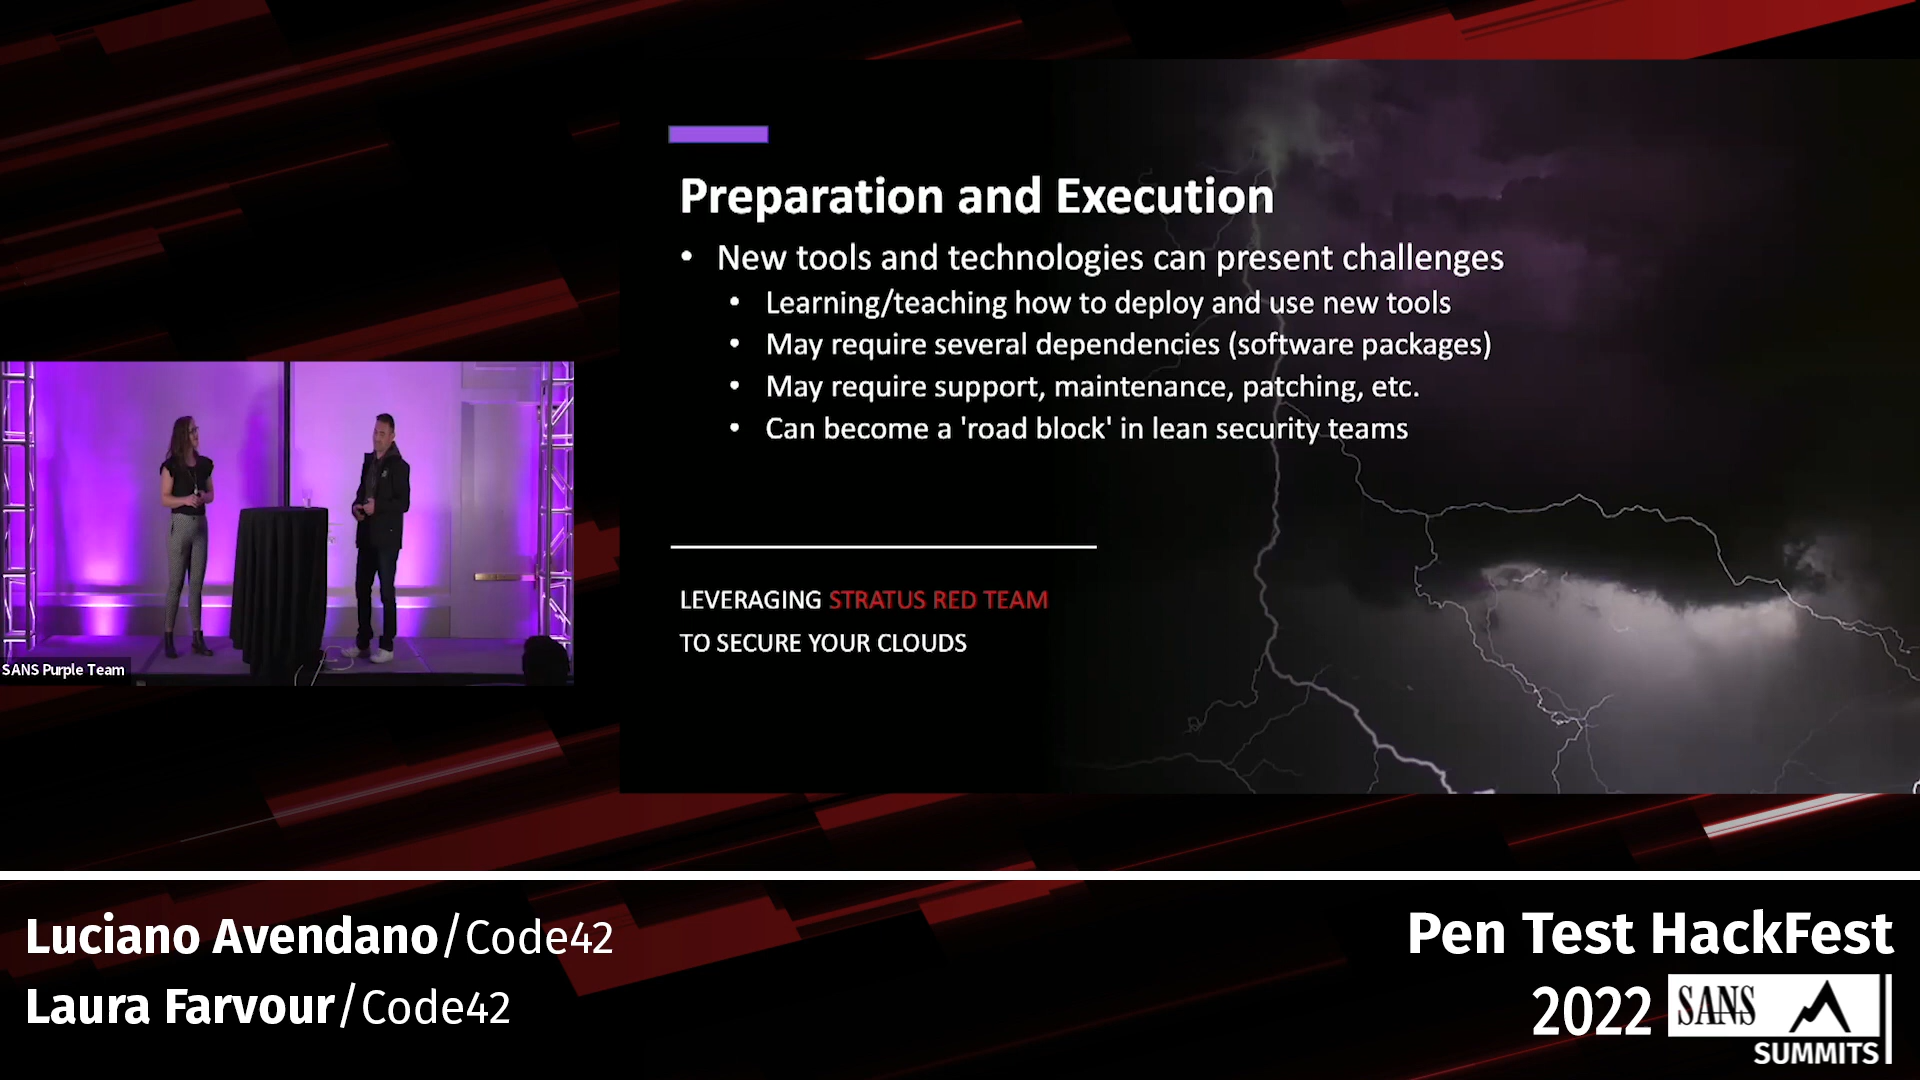 Preparation and Execution
• New tools and technologies can present challenges
• Learning/teaching how to deploy and use new tools
• May require several dependencies (software packages)
• May require support, maintenance, patching, etc.
• Can become a 'road block' in lean security teams
LEVERAGING STRATUS RED TEAM
TO SECURE YOUR CLOUDS
SANS Purple Team
Luciano Avendano/Code42
Laura Farvour/Code42
Pen Test HackFest
2022 SANS
SUMMITS